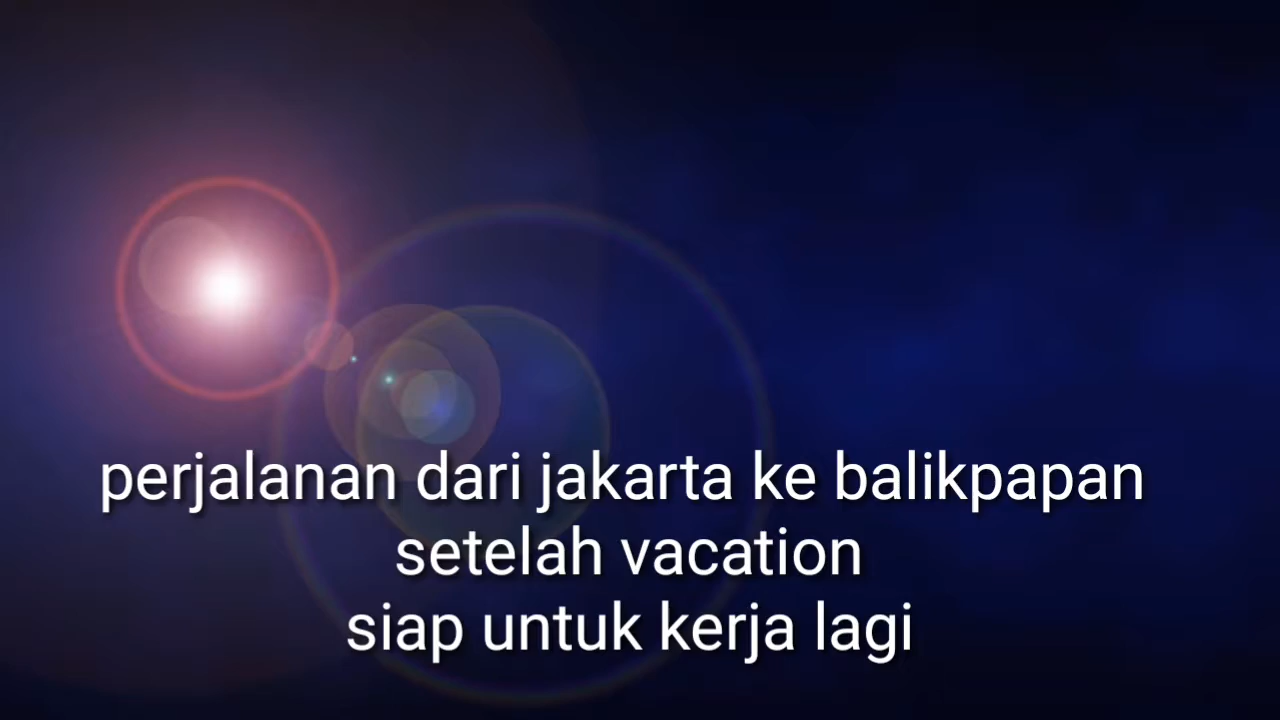 perjalanan dari jakarta ke balikpapan
setelah vacation
siap untuk kerja lagi